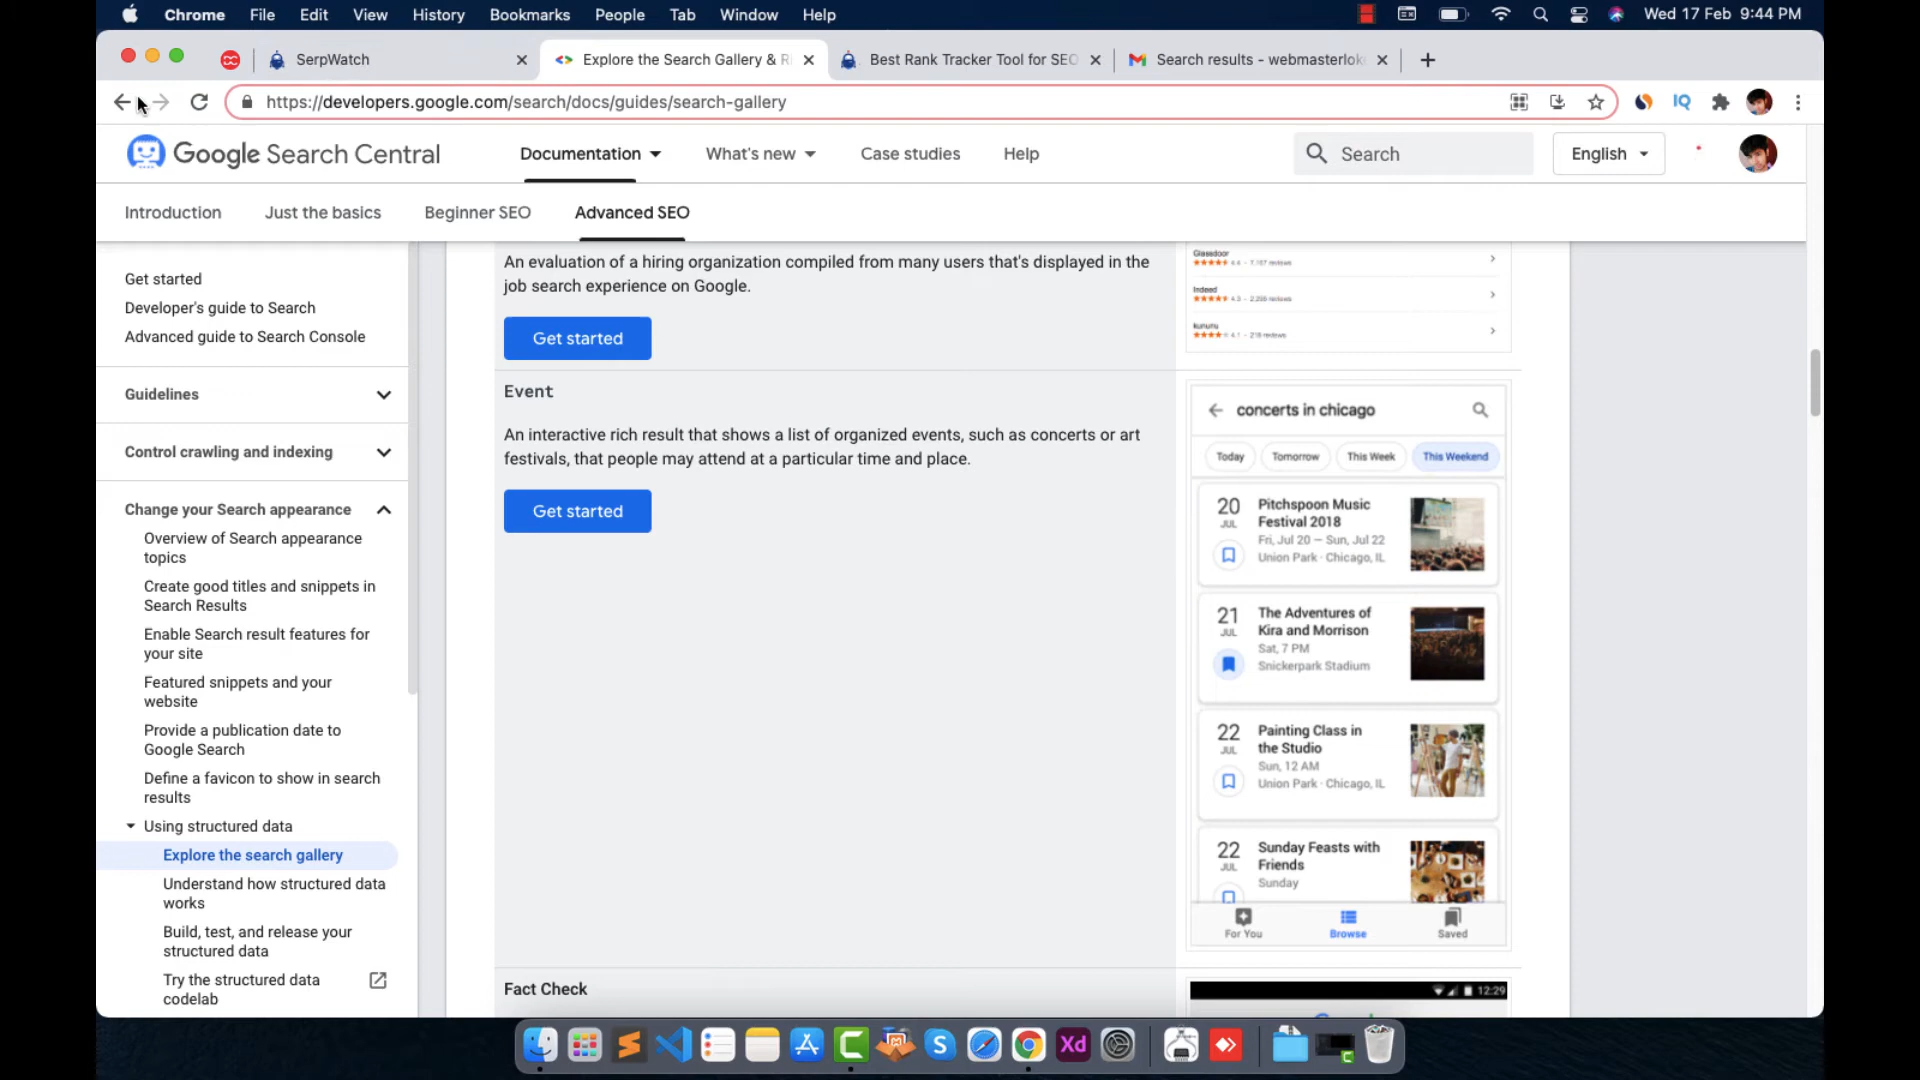 Chrome File Edit View History Bookmarks People Tab Window Help
Wed 17 Feb 9:44 PM
SerpWatch
Explore the Search Gallery & R
Best Rank Tracker Tool for SEO
Search results - webmasterlok
https://developers.google.com/search/docs/guides/search-gallery
IQ
Google Search Central
Documentation
What's new
Case studies
Help
Search
English
Introduction
Just the basics
Beginner SEO
Advanced SEO
Get started
Developer's guide to Search
Advanced guide to Search Console
Guidelines
Control crawling and indexing
Change your Search appearance
Overview of Search appearance
topics
Create good titles and snippets in
Search Results
Enable Search result features for
your site
Featured snippets and your
website
Provide a publication date to
Google Search
Define a favicon to show in search
results
Using structured data
Explore the search gallery
Understand how structured data
works
Build, test, and release your
structured data
Try the structured data
codelab
An evaluation of a hiring organization compiled from many users that's displayed in the
job search experience on Google.
Get started
Event
An interactive rich result that shows a list of organized events, such as concerts or art
festivals, that people may attend at a particular time and place.
Get started
Fact Check
Glassdoor
Indeed
kununu
concerts in chicago
Today Tomorrow This Week This Weekend
20
JUL
Pitchspoon Music
Festival 2018
Fri, Jul 20 – Sun, Jul 22
Union Park · Chicago, IL
21
JUL
The Adventures of
Kira and Morrison
Sat, 7 PM
Snickerpark Stadium
22
JUL
Painting Class in
the Studio
Sun, 12 AM
Union Park · Chicago, IL
22
JUL
Sunday Feasts with
Friends
Sunday
For You
Browse
Saved
12:29
Xd